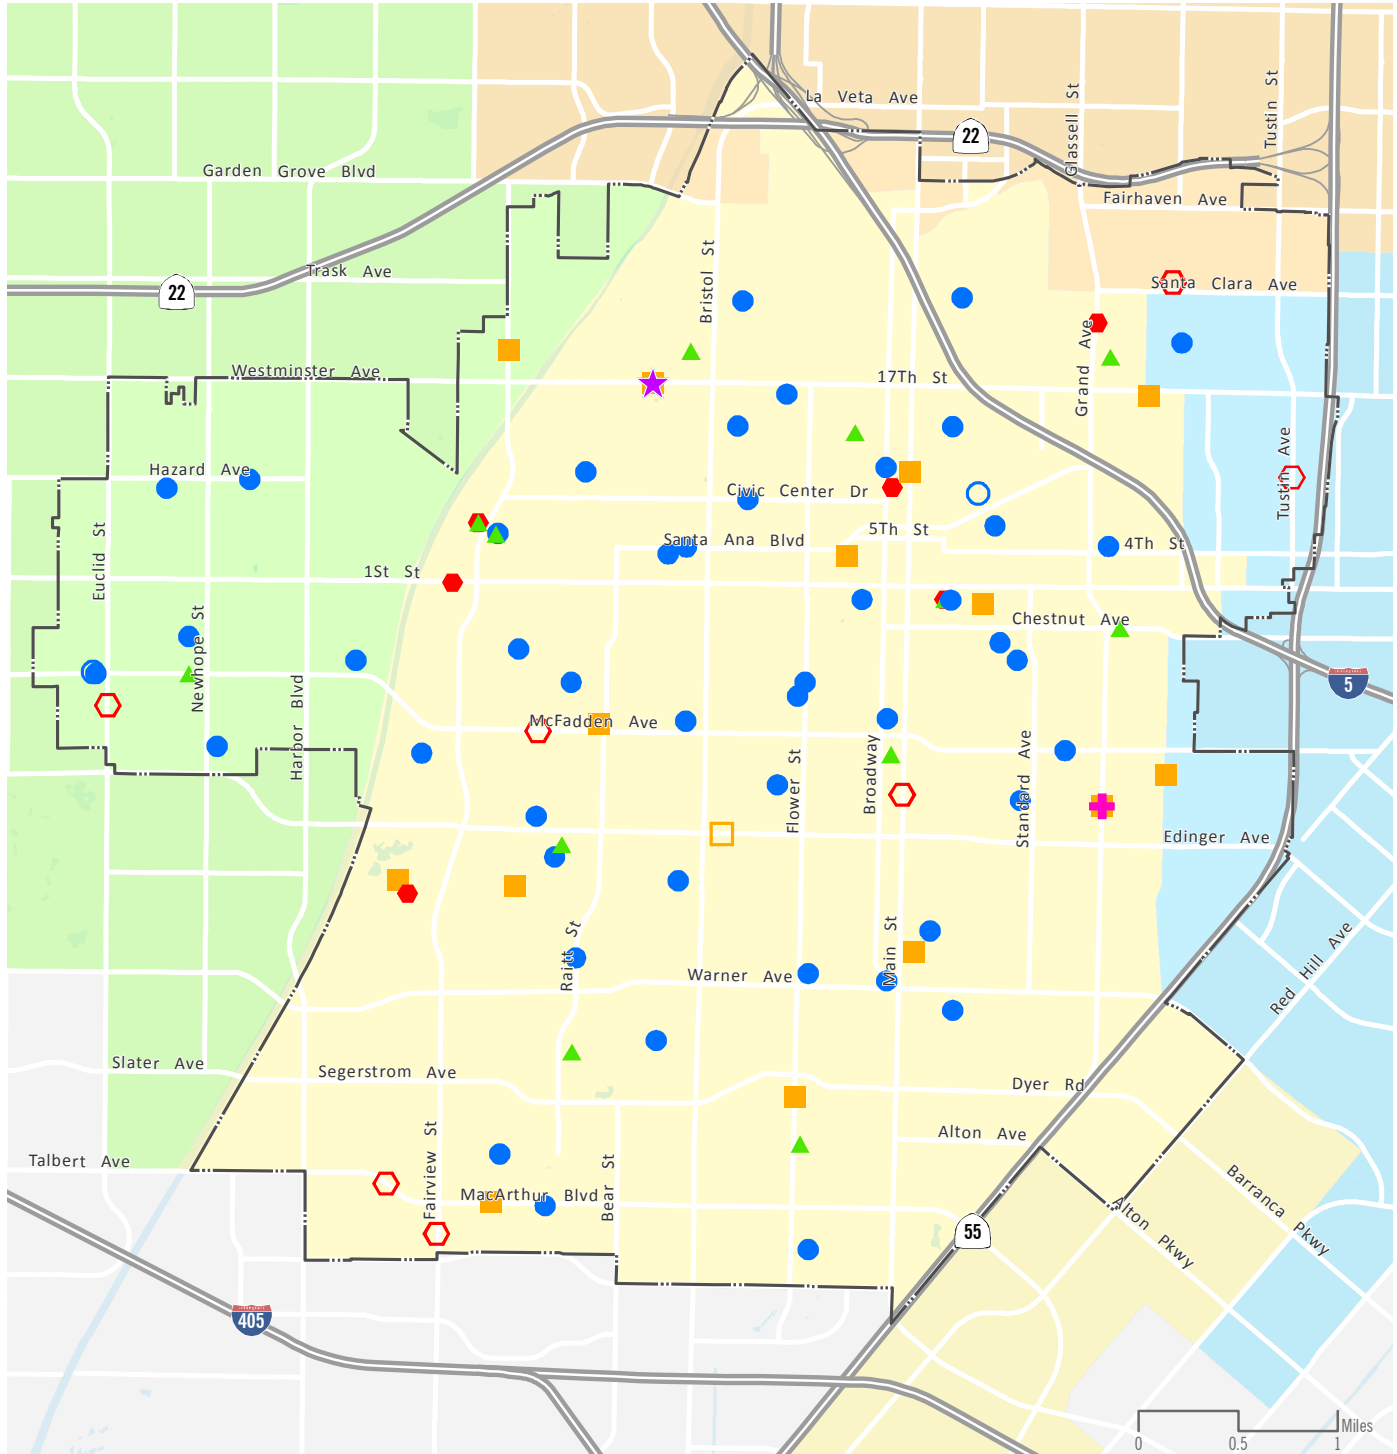 La Veta Ave
22
Glassell St
Tustin St
Garden Grove Blvd
Fairhaven Ave
Trask Ave
22
Bristol St
Santa Clara Ave
Grand Ave
Westminster Ave
17Th St
Hazard Ave
Civic Center Dr
Tustin Ave
Euclid St
Santa Ana Blvd
5Th St
4Th St
1St St
Chestnut Ave
Newhope St
Harbor Blvd
5
McFadden Ave
Flower St
Broadway
Standard Ave
Edinger Ave
Raitt St
Main St
Warner Ave
Red Hill Ave
Slater Ave
Segerstrom Ave
Dyer Rd
Alton Ave
Talbert Ave
Fairview St
MacArthur Blvd
Bear St
Barranca Pkwy
Alton Pkwy
55
405
Miles
0 0.5 1